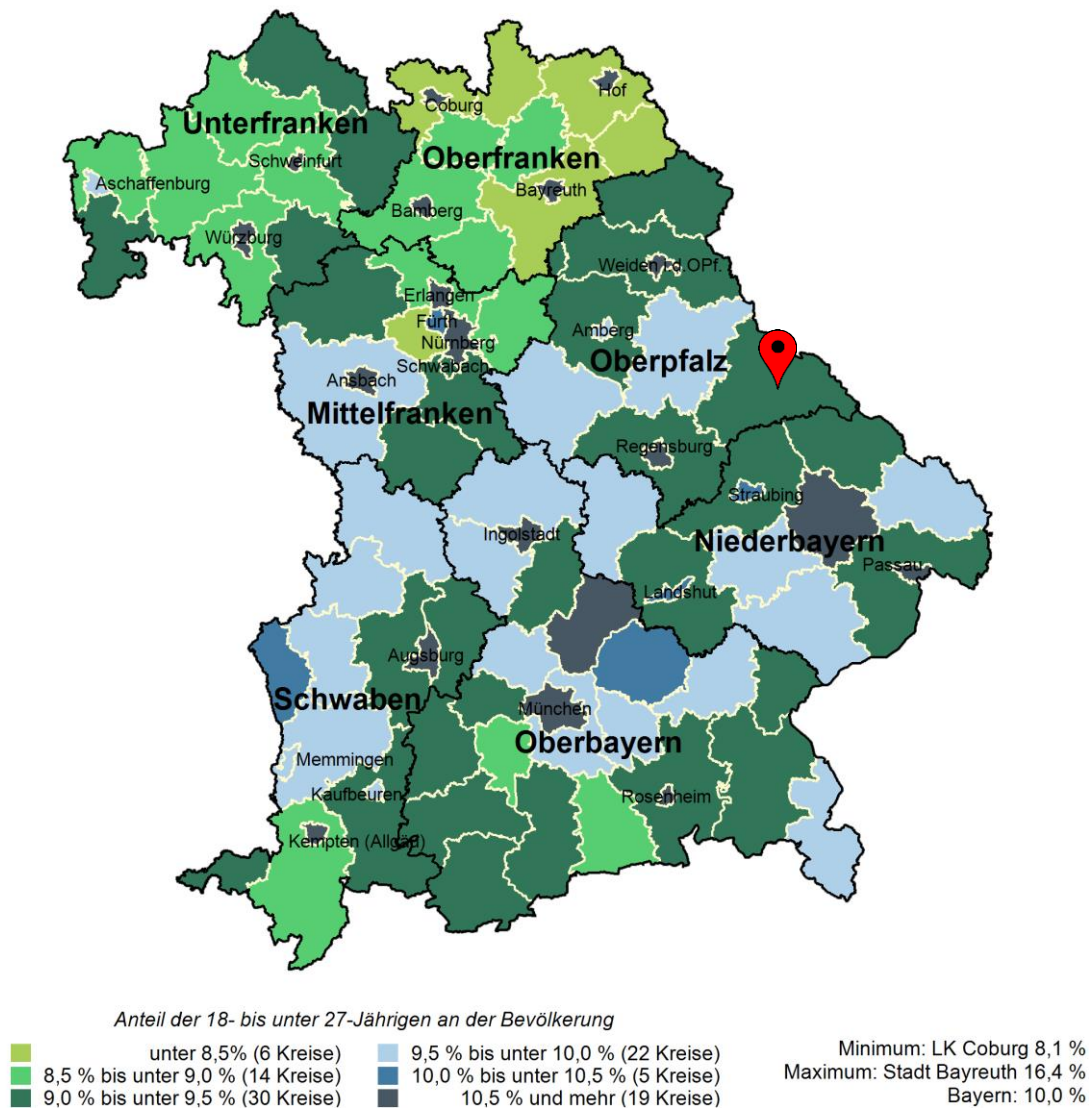 Coburg
Hof
Unterfranken
Oberfranken
Schweinfurt
Aschaffenburg
Bayreuth
Bamberg
Würzburg
Weiden i.d.OPf.
Erlangen
Fürth
Amberg
Nürnberg
Oberpfalz
Schwabach
Ansbach
Mittelfranken
Regensburg
Straubing
Ingolstadt
Niederbayern
Passau
Landshut
Augsburg
Schwaben
München
Oberbayern
Memmingen
Kaufbeuren
Rosenheim
Kempten (Allgäu)
Anteil der 18- bis unter 27-Jährigen an der Bevölkerung
unter 8,5% (6 Kreise)
8,5 % bis unter 9,0 % (14 Kreise)
9,0 % bis unter 9,5 % (30 Kreise)
9,5 % bis unter 10,0 % (22 Kreise)
10,0 % bis unter 10,5 % (5 Kreise)
10,5 % und mehr (19 Kreise)
Minimum: LK Coburg 8,1 %
Maximum: Stadt Bayreuth 16,4 %
Bayern: 10,0 %